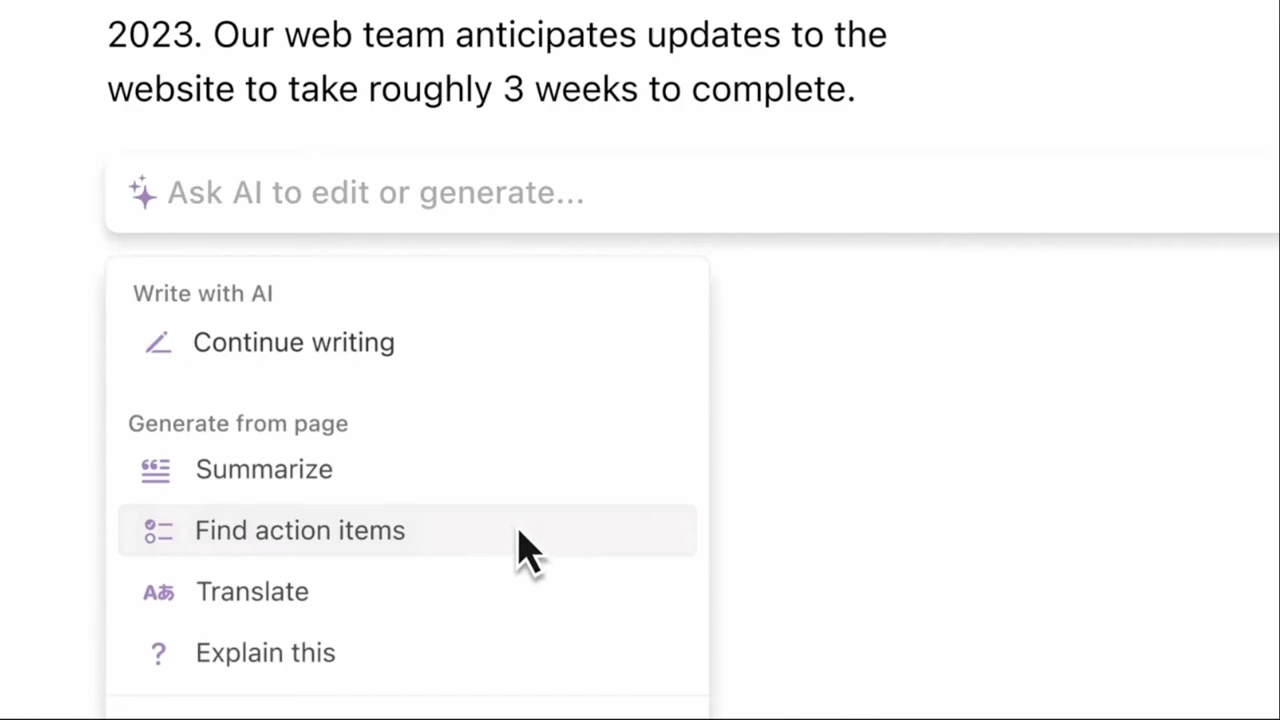 2023. Our web team anticipates updates to the
website to take roughly 3 weeks to complete.
Ask AI to edit or generate...
Write with AI
Continue writing
Generate from page
Summarize
Find action items
Aあ Translate
? Explain this